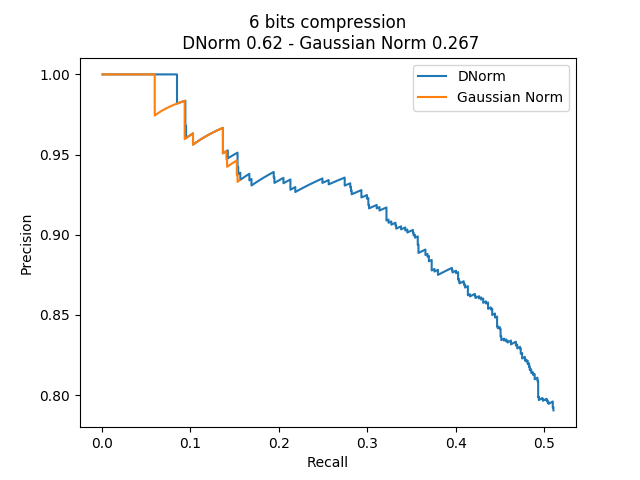 6 bits compression
DNorm 0.62 - Gaussian Norm 0.267
DNorm
Gaussian Norm
1.00
0.95
0.90
0.85
0.80
Precision
0.0 0.1 0.2 0.3 0.4 0.5
Recall